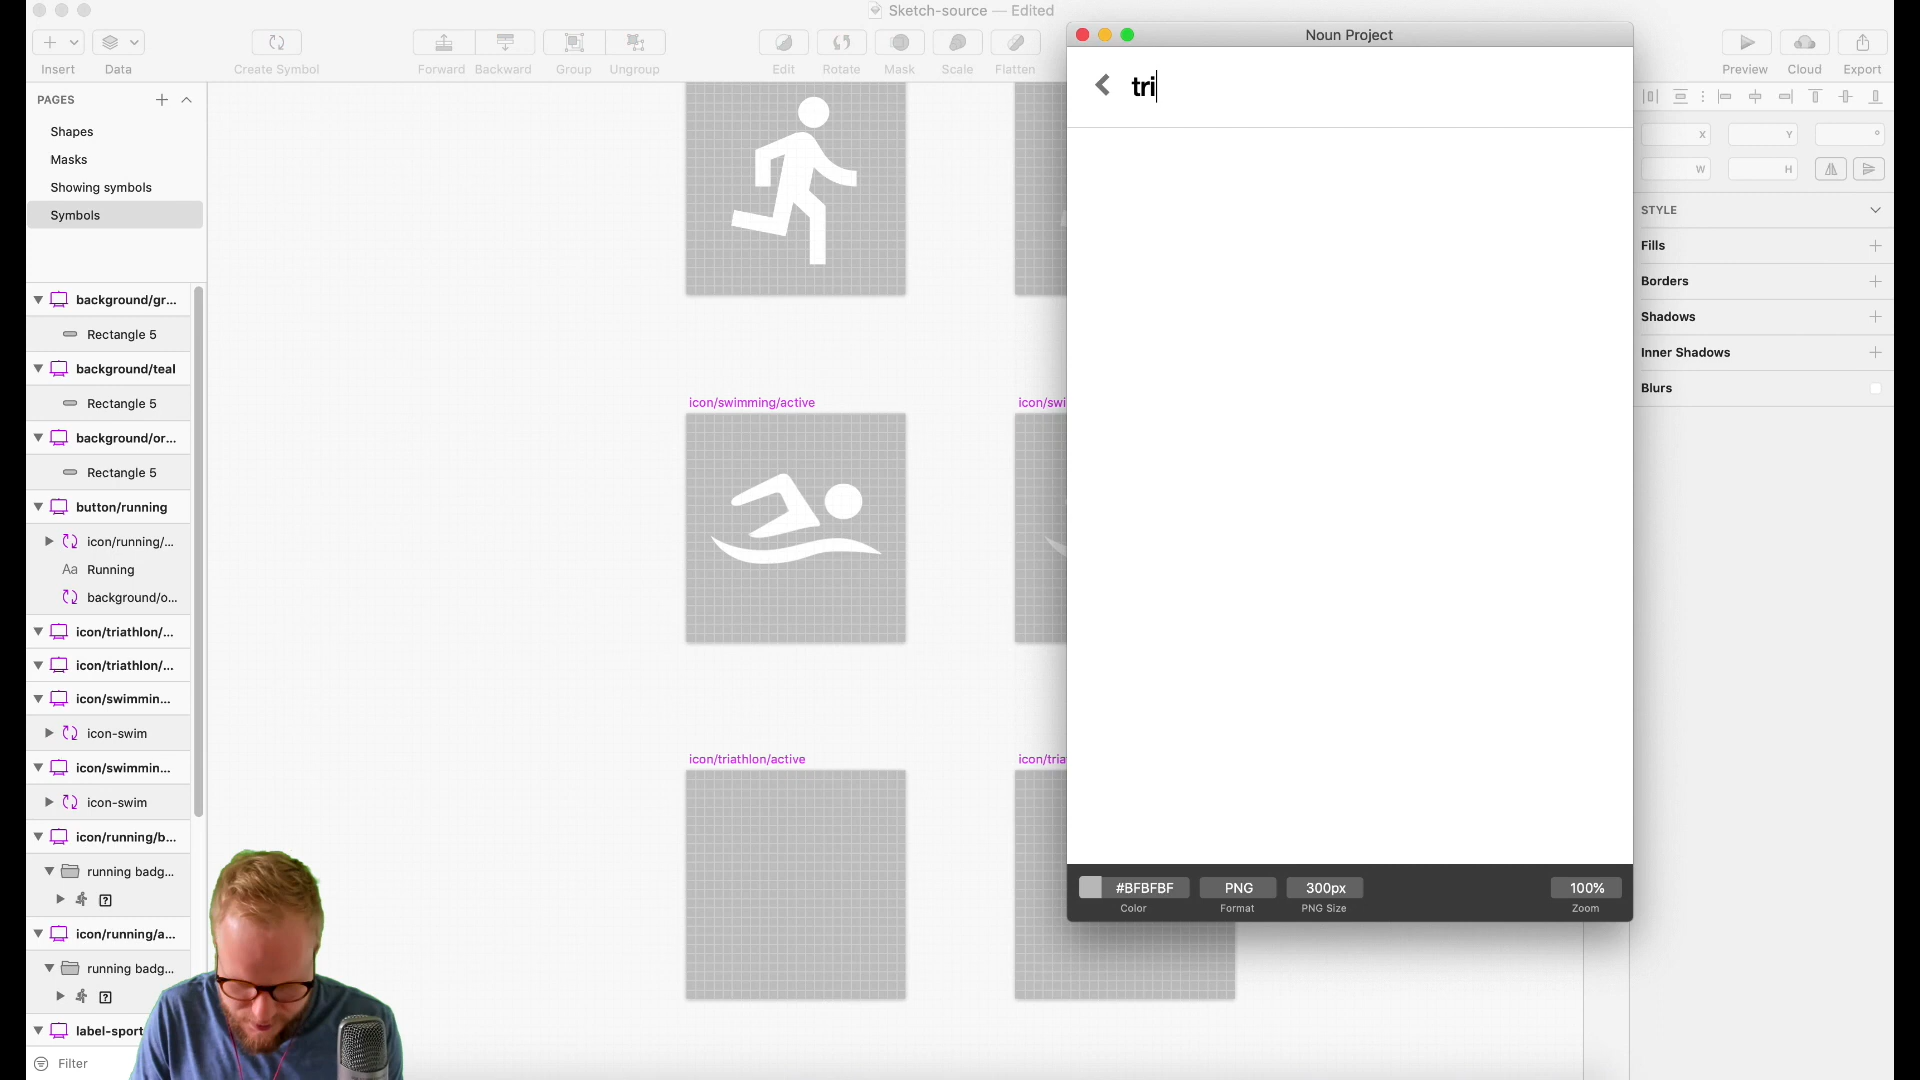 Sketch-source — Edited
Insert
Data
Create Symbol
Forward
Backward
Group
Ungroup
Edit
Rotate
Mask
Scale
Flatten
Preview
Cloud
Export
PAGES
Shapes
Masks
Showing symbols
Symbols
background/gr...
Rectangle 5
background/teal
Rectangle 5
background/or...
Rectangle 5
button/running
icon/running/...
Aa Running
background/o...
icon/triathlon/...
icon/triathlon/...
icon/swimmin...
icon-swim
icon/swimmin...
icon-swim
icon/running/b...
running badg...
?
icon/running/a...
running badg...
?
label-sport
Filter
icon/swimming/active
icon/swi
icon/triathlon/active
icon/tria
Noun Project
tri
#BFBFBF
PNG
300px
100%
Color
Format
PNG Size
Zoom
X
Y
°
W
H
STYLE
Fills
Borders
Shadows
Inner Shadows
Blurs